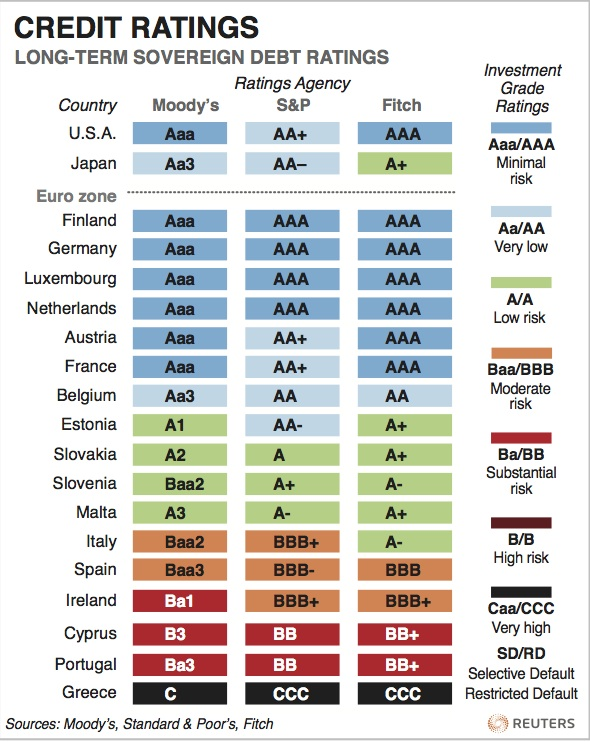 CREDIT RATINGS
LONG-TERM SOVEREIGN DEBT RATINGS
Ratings Agency
Country Moody's S&P Fitch
U.S.A. Aaa AA+ AAA
Japan Aa3 AA– A+
Euro zone
Finland Aaa AAA AAA
Germany Aaa AAA AAA
Luxembourg Aaa AAA AAA
Netherlands Aaa AAA AAA
Austria Aaa AA+ AAA
France Aaa AA+ AAA
Belgium Aa3 AA AA
Estonia A1 AA- A+
Slovakia A2 A A+
Slovenia Baa2 A+ A-
Malta A3 A- A+
Italy Baa2 BBB+ A-
Spain Baa3 BBB- BBB
Ireland Ba1 BBB+ BBB+
Cyprus B3 BB BB+
Portugal Ba3 BB BB+
Greece C CCC CCC
Investment
Grade
Ratings
Aaa/AAA
Minimal
risk
Aa/AA
Very low
A/A
Low risk
Baa/BBB
Moderate
risk
Ba/BB
Substantial
risk
B/B
High risk
Caa/CCC
Very high
SD/RD
Selective Default
Restricted Default
Sources: Moody's, Standard & Poor's, Fitch
REUTERS